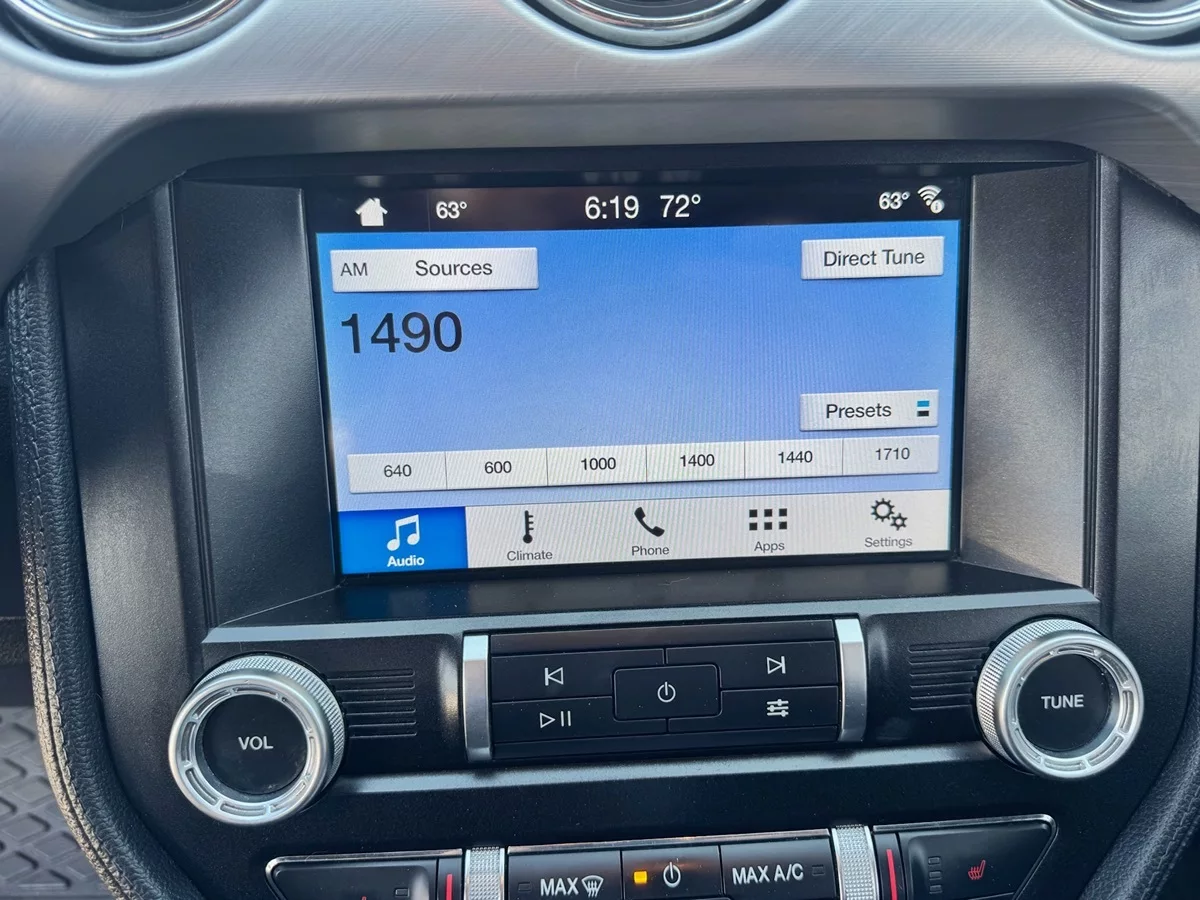 63° 6:19 72° 63°
AM Sources Direct Tune
1490
Presets
640 600 1000 1400 1440 1710
Audio Climate Phone Apps Settings
VOL TUNE
MAX MAX A/C